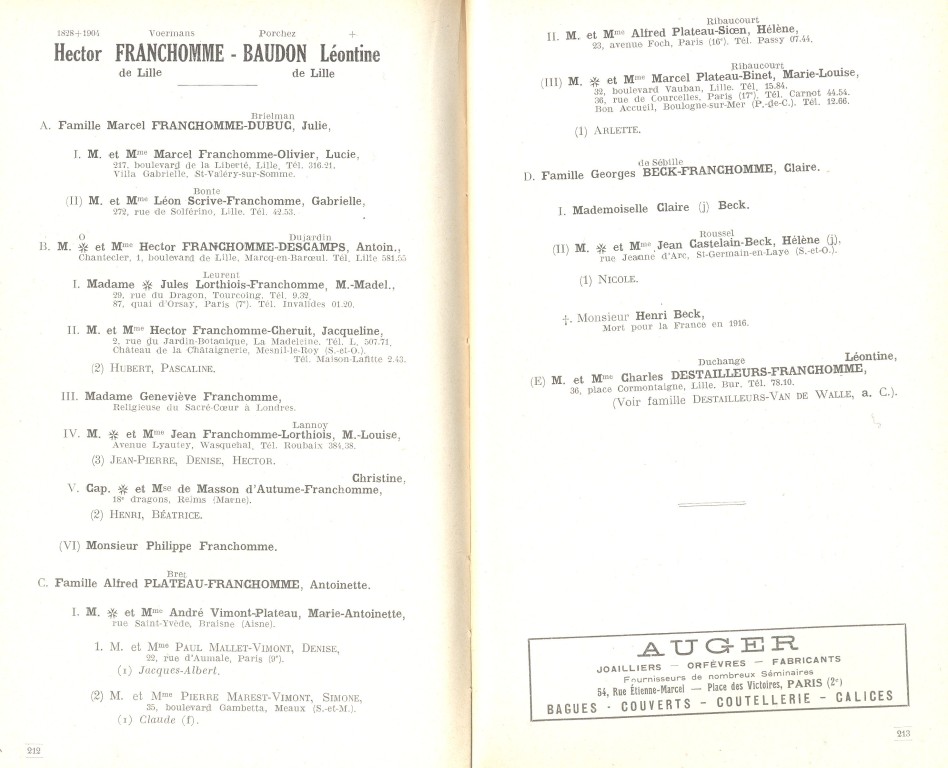 1828+1904 Voermans Porchez +
Hector FRANCHOMME - BAUDON Léontine
de Lille de Lille
Brielman
A. Famille Marcel FRANCHOMME-DUBUC, Julie,
I. M. et Mme Marcel Franchomme-Olivier, Lucie,
217, boulevard de la Liberté, Lille, Tél. 316.21.
Villa Gabrielle, St-Valéry-sur-Somme.
Bonte
(II) M. et Mme Léon Scrive-Franchomme, Gabrielle,
272, rue de Solférino, Lille. Tél. 42.53.
O Dujardin
B. M. ✲ et Mme Hector FRANCHOMME-DESCAMPS, Antoin.,
Chantecler, 1, boulevard de Lille, Marcq-en-Barœul. Tél. Lille 581.55
Leurent
I. Madame ✲ Jules Lorthiois-Franchomme, M.-Madel.,
29, rue du Dragon, Tourcoing. Tél. 9.32.
87, quai d'Orsay, Paris (7e). Tél. Invalides 01.20.
II. M. et Mme Hector Franchomme-Cheruit, Jacqueline,
2, rue du Jardin-Botanique, La Madeleine. Tél. L. 507.71.
Château de la Châtaignerie, Mesnil-le-Roy (S.-et-O.).
Tél. Maison-Lafitte 2.43.
(2) HUBERT, PASCALINE.
III. Madame Geneviève Franchomme,
Religieuse du Sacré-Cœur à Londres.
Lannoy
IV. M. ✲ et Mme Jean Franchomme-Lorthiois, M.-Louise,
Avenue Lyautey, Wasquehal, Tél. Roubaix 384.38.
(3) JEAN-PIERRE, DENISE, HECTOR.
Christine,
V. Cap. ✲ et Mse de Masson d'Autume-Franchomme,
18e dragons, Reims (Marne).
(2) HENRI, BÉATRICE.
(VI) Monsieur Philippe Franchomme.
Brei
C. Famille Alfred PLATEAU-FRANCHOMME, Antoinette.
I. M. ✲ et Mme André Vimont-Plateau, Marie-Antoinette,
rue Saint-Yvède, Braisne (Aisne).
1. M. et Mme PAUL MALLET-VIMONT, DENISE,
22, rue d'Aumale, Paris (9e).
(1) Jacques-Albert.
(2) M. et Mme PIERRE MAREST-VIMONT, SIMONE,
35, boulevard Gambetta, Meaux (S.-et-M.).
(1) Claude (f).
212
Ribaucourt
II. M. et Mme Alfred Plateau-Siœn, Hélène,
23, avenue Foch, Paris (16e). Tél. Passy 07.44.
Ribaucourt
(III) M. ✲ et Mme Marcel Plateau-Binet, Marie-Louise,
32, boulevard Vauban, Lille. Tél. 15.84.
36, rue de Courcelles, Paris (17e). Tél. Carnot 44.54.
Bon Accueil, Boulogne-sur-Mer (P.-de-C.). Tél. 12.66.
(1) ARLETTE.
de Sébille
D. Famille Georges BECK-FRANCHOMME, Claire.
I. Mademoiselle Claire (j) Beck.
Roussel
(II) M. ✲ et Mme Jean Castelain-Beck, Hélène (j),
rue Jeanne d'Arc, St-Germain-en-Laye (S.-et-O.).
(1) NICOLE.
‡. Monsieur Henri Beck,
Mort pour la France en 1916.
Duchange Léontine,
(E) M. et Mme Charles DESTAILLEURS-FRANCHOMME,
36, place Cormontaigne, Lille. Bur. Tél. 78.10.
(Voir famille DESTAILLEURS-VAN DE WALLE, a. C.).
AUGER
JOAILLIERS — ORFÈVRES — FABRICANTS
Fournisseurs de nombreux Séminaires
54, Rue Étienne-Marcel — Place des Victoires, PARIS (2e)
BAGUES - COUVERTS - COUTELLERIE - CALICES
213